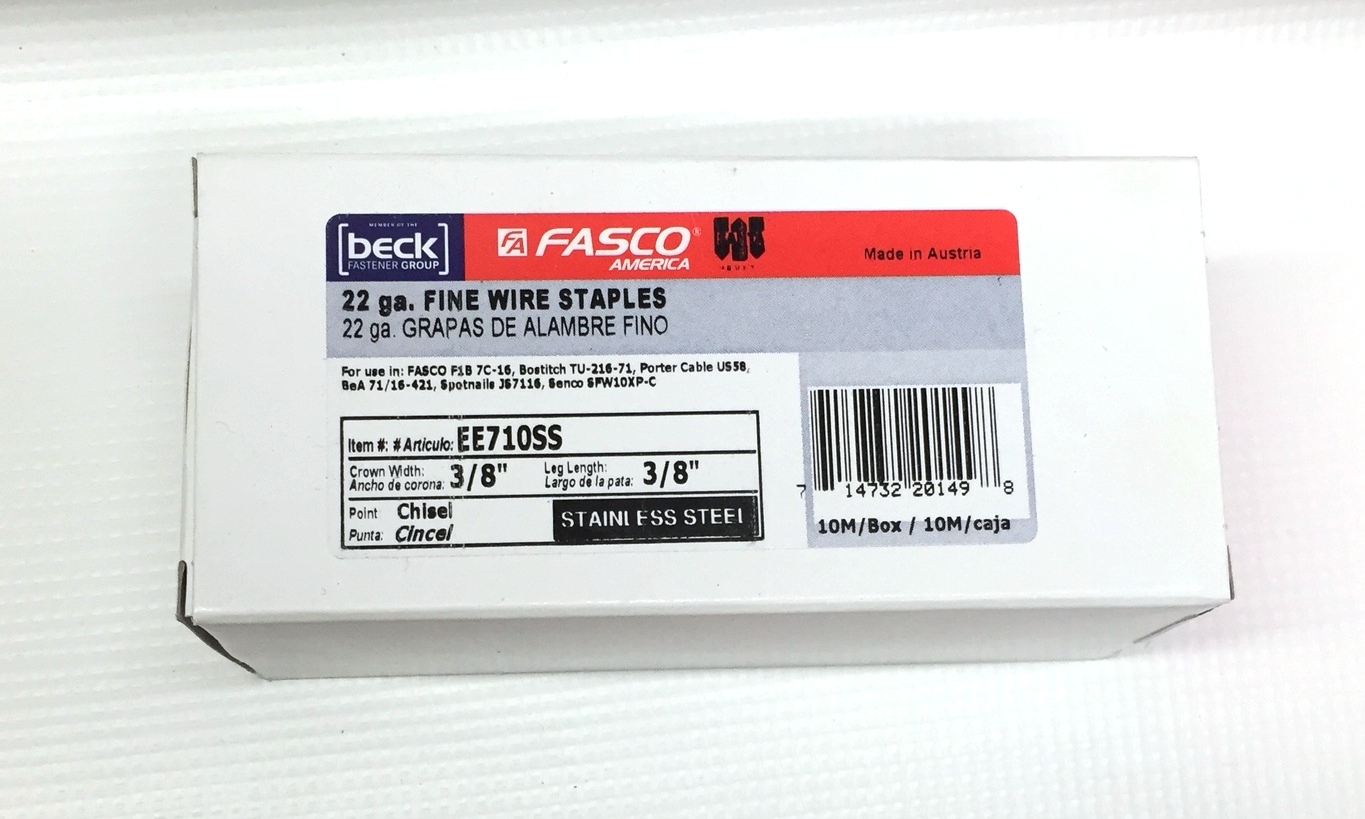 MEMBER OF THE
beck
FASTENER GROUP
FA FASCO®
AMERICA
Made in Austria
22 ga. FINE WIRE STAPLES
22 ga. GRAPAS DE ALAMBRE FINO
For use in: FASCO F1B 7C-16, Bostitch TU-216-71, Porter Cable US58,
BeA 71/16-421, Spotnails JS7116, Senco SFW10XP-C
Item #: # Articulo: EE710SS
Crown Width: 3/8" Leg Length: 3/8"
Ancho de corona: Largo de la pata:
Point Chisel
Punta: Cincel
STAINLESS STEEL
7 14732 20149 8
10M/Box / 10M/caja